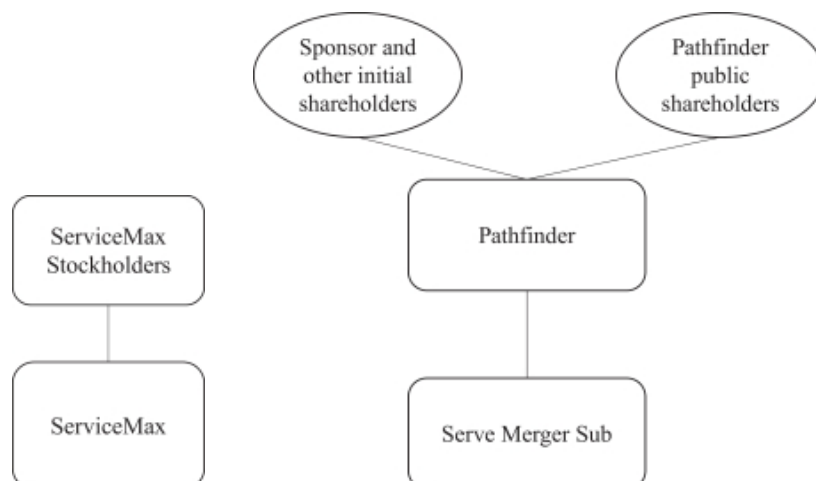 Sponsor and
other initial
shareholders
Pathfinder
public
shareholders
ServiceMax
Stockholders
Pathfinder
ServiceMax
Serve Merger Sub